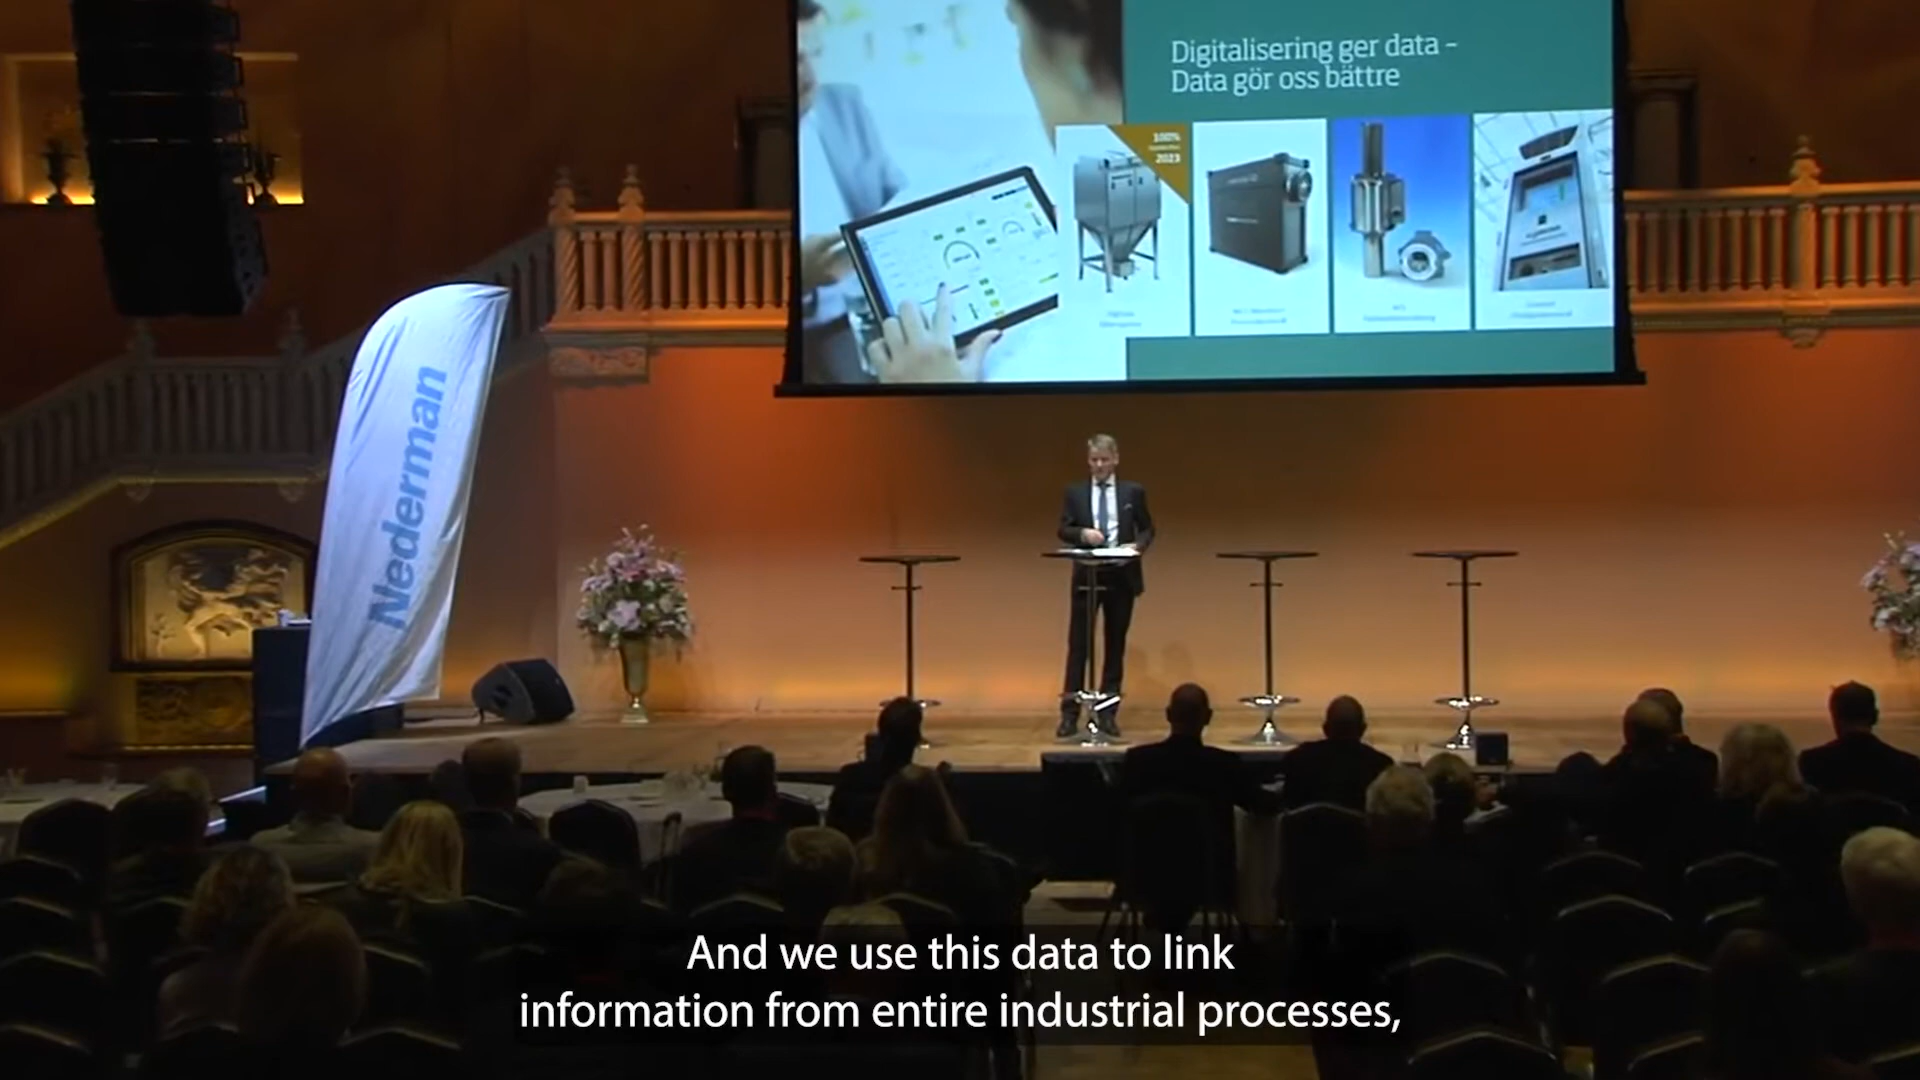 Digitalisering ger data –
Data gör oss bättre
100%
2023
Nederman
And we use this data to link
information from entire industrial processes,